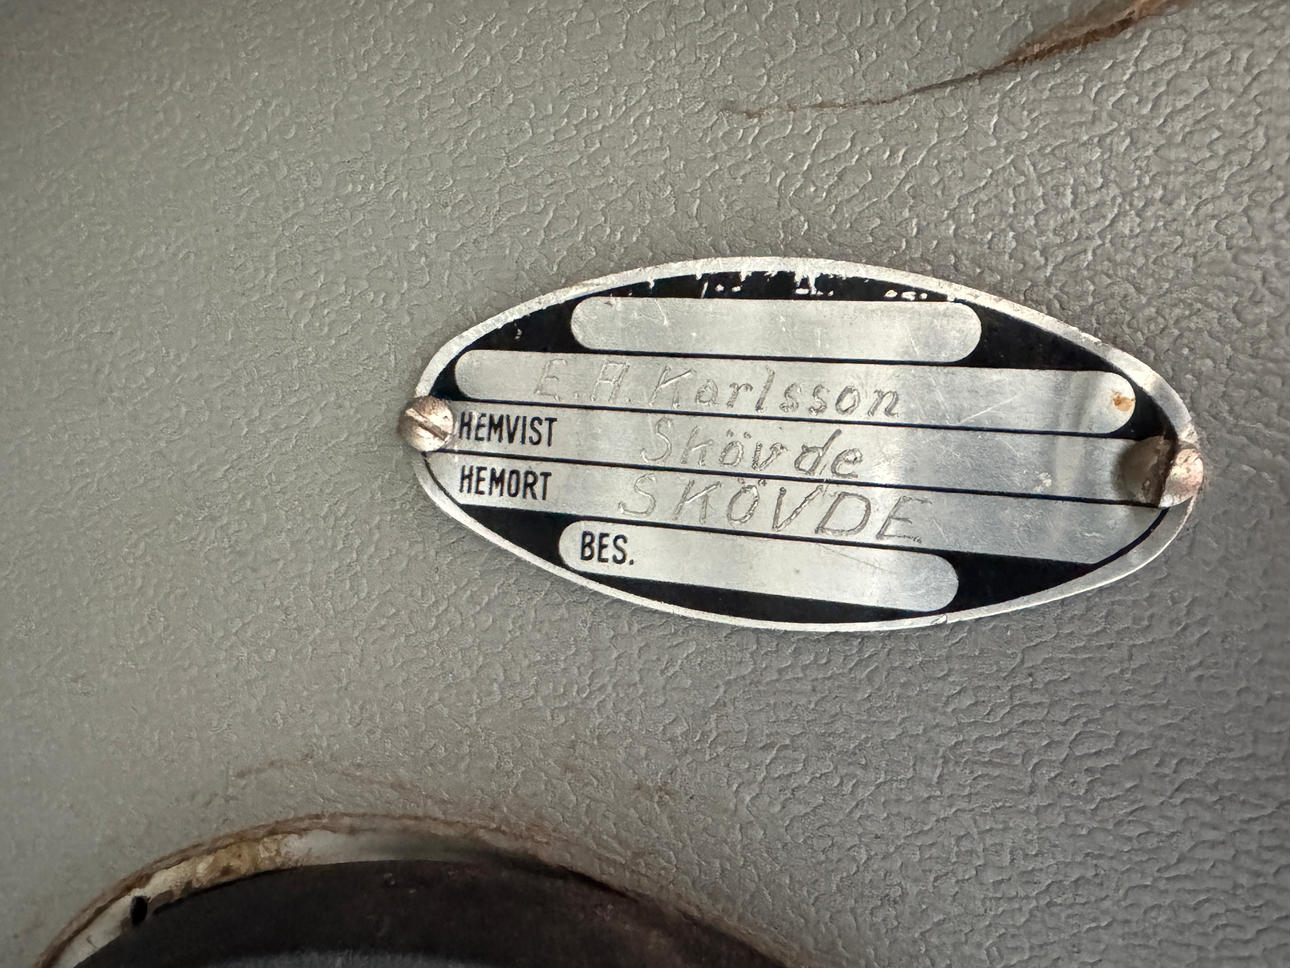 E.A. Karlsson
HEMVIST Skövde
HEMORT SKÖVDE
BES.